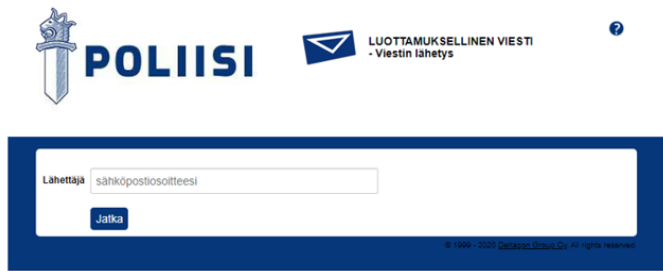 POLIISI
LUOTTAMUKSELLINEN VIESTI
- Viestin lähetys
?
Lähettäjä
sähköpostiosoitteesi
Jatka
© 1999 - 2020 Deltagon Group Oy. All rights reserved.